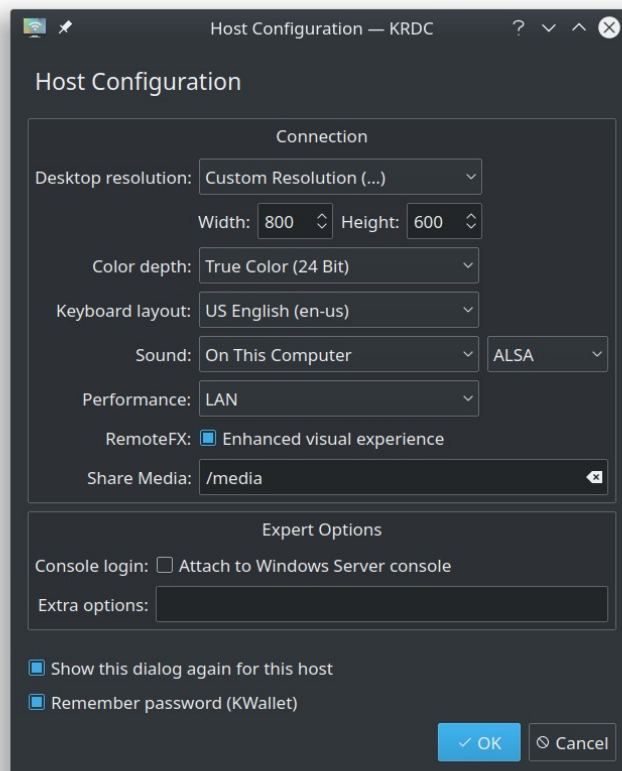 Host Configuration — KRDC
Host Configuration
Connection
Desktop resolution: Custom Resolution (...)
Width: 800 Height: 600
Color depth: True Color (24 Bit)
Keyboard layout: US English (en-us)
Sound: On This Computer ALSA
Performance: LAN
RemoteFX: Enhanced visual experience
Share Media: /media
Expert Options
Console login: Attach to Windows Server console
Extra options:
Show this dialog again for this host
Remember password (KWallet)
OK Cancel